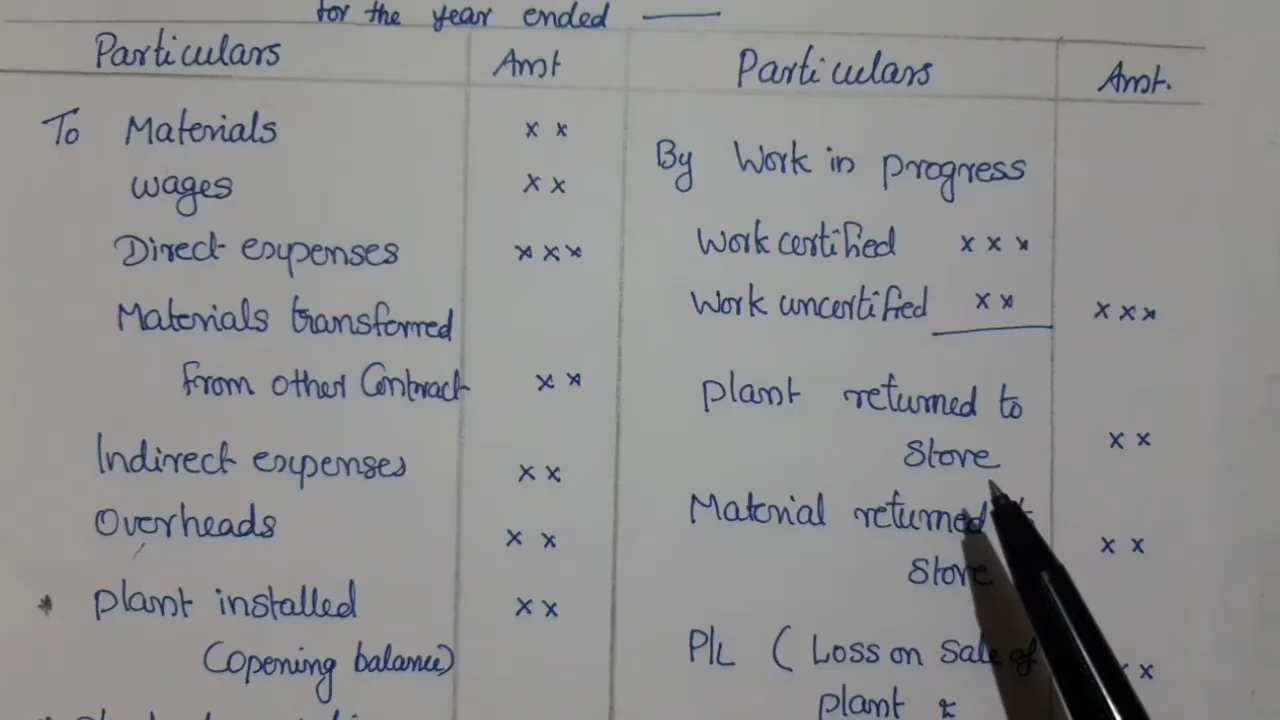 for the year ended ——
Particulars Amt Particulars Amt.
To Materials x x
wages x x
Direct expenses x x x
Materials transferred
from other Contract x x
Indirect expenses x x
Overheads x x
* plant installed x x
(opening balance)
By Work in progress
Work certified x x x
Work uncertified x x x x x
plant returned to
Store x x
Material returned
Store x x
P/L ( Loss on Sale of x
plant &